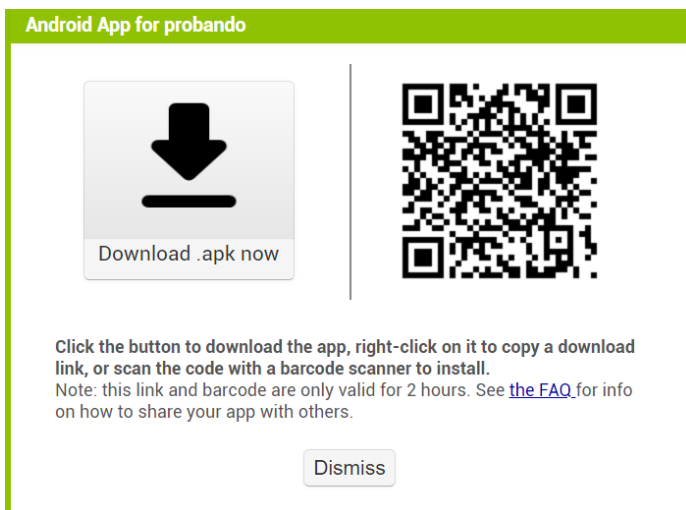 Android App for probando
Download .apk now
Click the button to download the app, right-click on it to copy a download
link, or scan the code with a barcode scanner to install.
Note: this link and barcode are only valid for 2 hours. See the FAQ for info
on how to share your app with others.
Dismiss